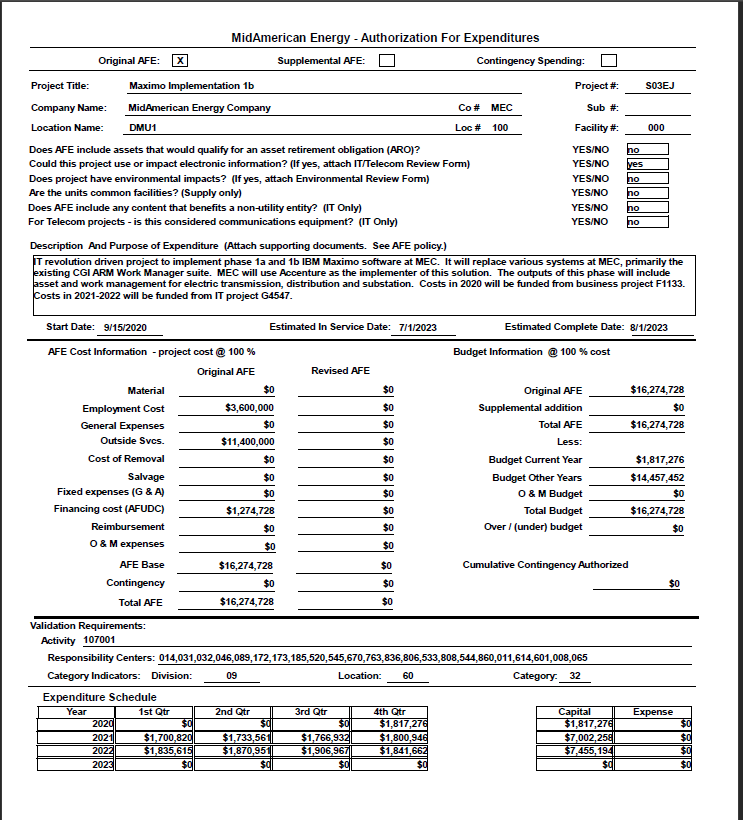 MidAmerican Energy - Authorization For Expenditures
Original AFE: X Supplemental AFE: Contingency Spending:
Project Title: Maximo Implementation 1b Project #: S03EJ
Company Name: MidAmerican Energy Company Co # MEC Sub #:
Location Name: DMU1 Loc # 100 Facility #: 000
Does AFE include assets that would qualify for an asset retirement obligation (ARO)? YES/NO no
Could this project use or impact electronic information? (If yes, attach IT/Telecom Review Form) YES/NO yes
Does project have environmental impacts? (If yes, attach Environmental Review Form) YES/NO no
Are the units common facilities? (Supply only) YES/NO no
Does AFE include any content that benefits a non-utility entity? (IT Only) YES/NO no
For Telecom projects - is this considered communications equipment? (IT Only) YES/NO no
Description And Purpose of Expenditure (Attach supporting documents. See AFE policy.)
IT revolution driven project to implement phase 1a and 1b IBM Maximo software at MEC. It will replace various systems at MEC, primarily the
existing CGI ARM Work Manager suite. MEC will use Accenture as the implementer of this solution. The outputs of this phase will include
asset and work management for electric transmission, distribution and substation. Costs in 2020 will be funded from business project F1133.
Costs in 2021-2022 will be funded from IT project G4547.
Start Date: 9/15/2020 Estimated In Service Date: 7/1/2023 Estimated Complete Date: 8/1/2023
AFE Cost Information - project cost @ 100 % Budget Information @ 100 % cost
Original AFE Revised AFE
Material $0 $0 Original AFE $16,274,728
Employment Cost $3,600,000 $0 Supplemental addition $0
General Expenses $0 $0 Total AFE $16,274,728
Outside Svcs. $11,400,000 $0 Less:
Cost of Removal $0 $0 Budget Current Year $1,817,276
Salvage $0 $0 Budget Other Years $14,457,452
Fixed expenses (G & A) $0 $0 O & M Budget $0
Financing cost (AFUDC) $1,274,728 $0 Total Budget $16,274,728
Reimbursement $0 $0 Over / (under) budget $0
O & M expenses $0 $0
AFE Base $16,274,728 $0 Cumulative Contingency Authorized
Contingency $0 $0 $0
Total AFE $16,274,728 $0
Validation Requirements:
Activity 107001
Responsibility Centers: 014,031,032,046,089,172,173,185,520,545,670,763,836,806,533,808,544,860,011,614,601,008,065
Category Indicators: Division: 09 Location: 60 Category: 32
Expenditure Schedule
Year 1st Qtr 2nd Qtr 3rd Qtr 4th Qtr Capital Expense
2020 $0 $0 $0 $1,817,276 $1,817,276 $0
2021 $1,700,820 $1,733,561 $1,766,932 $1,800,946 $7,002,258 $0
2022 $1,835,615 $1,870,951 $1,906,967 $1,841,662 $7,455,194 $0
2023 $0 $0 $0 $0 $0 $0